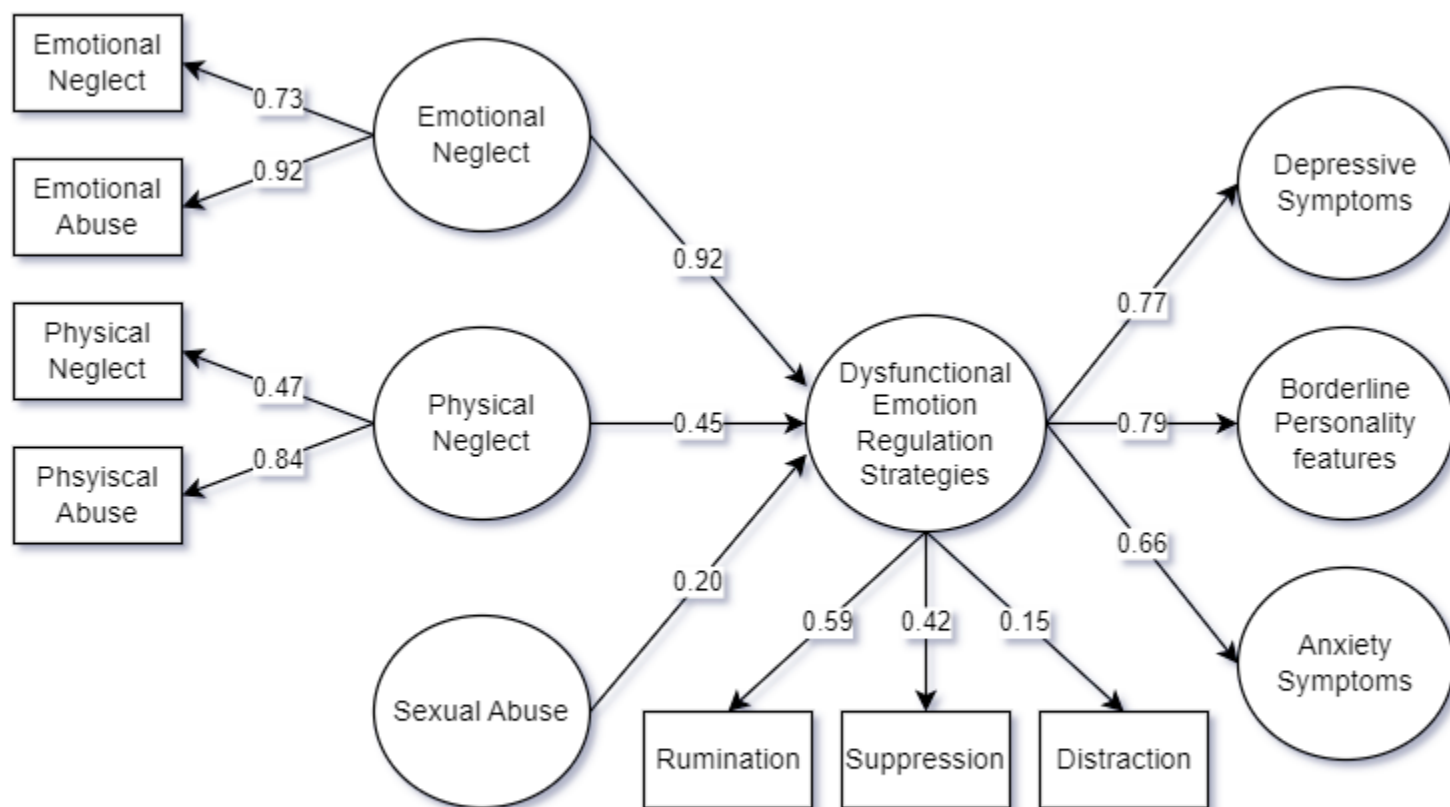 Emotional
Neglect
0.73
Emotional
Abuse
0.92
Emotional
Neglect
0.92
Physical
Neglect
0.47
Phsyiscal
Abuse
0.84
Physical
Neglect
0.45
Sexual Abuse
0.20
Dysfunctional
Emotion
Regulation
Strategies
0.59
0.42
0.15
Rumination
Suppression
Distraction
0.77
Depressive
Symptoms
0.79
Borderline
Personality
features
0.66
Anxiety
Symptoms